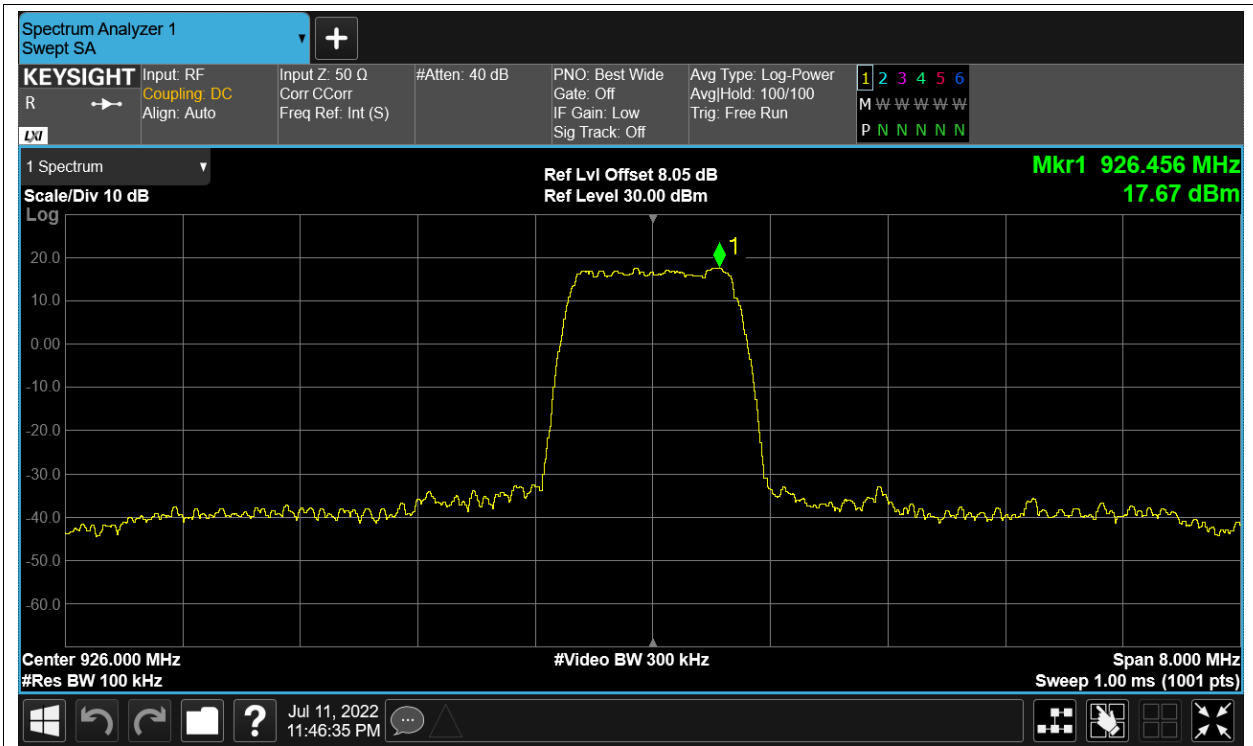 Spectrum Analyzer 1
Swept SA
KEYSIGHT
R
LXI
Input: RF
Coupling: DC
Align: Auto
Input Z: 50 Ω
Corr CCorr
Freq Ref: Int (S)
#Atten: 40 dB
PNO: Best Wide
Gate: Off
IF Gain: Low
Sig Track: Off
Avg Type: Log-Power
Avg|Hold: 100/100
Trig: Free Run
1 2 3 4 5 6
M W W W W W
P N N N N N
1 Spectrum
Scale/Div 10 dB
Log
Ref Lvl Offset 8.05 dB
Ref Level 30.00 dBm
Mkr1 926.456 MHz
17.67 dBm
1
20.0
10.0
0.00
-10.0
-20.0
-30.0
-40.0
-50.0
-60.0
Center 926.000 MHz
#Res BW 100 kHz
#Video BW 300 kHz
Span 8.000 MHz
Sweep 1.00 ms (1001 pts)
?
Jul 11, 2022
11:46:35 PM